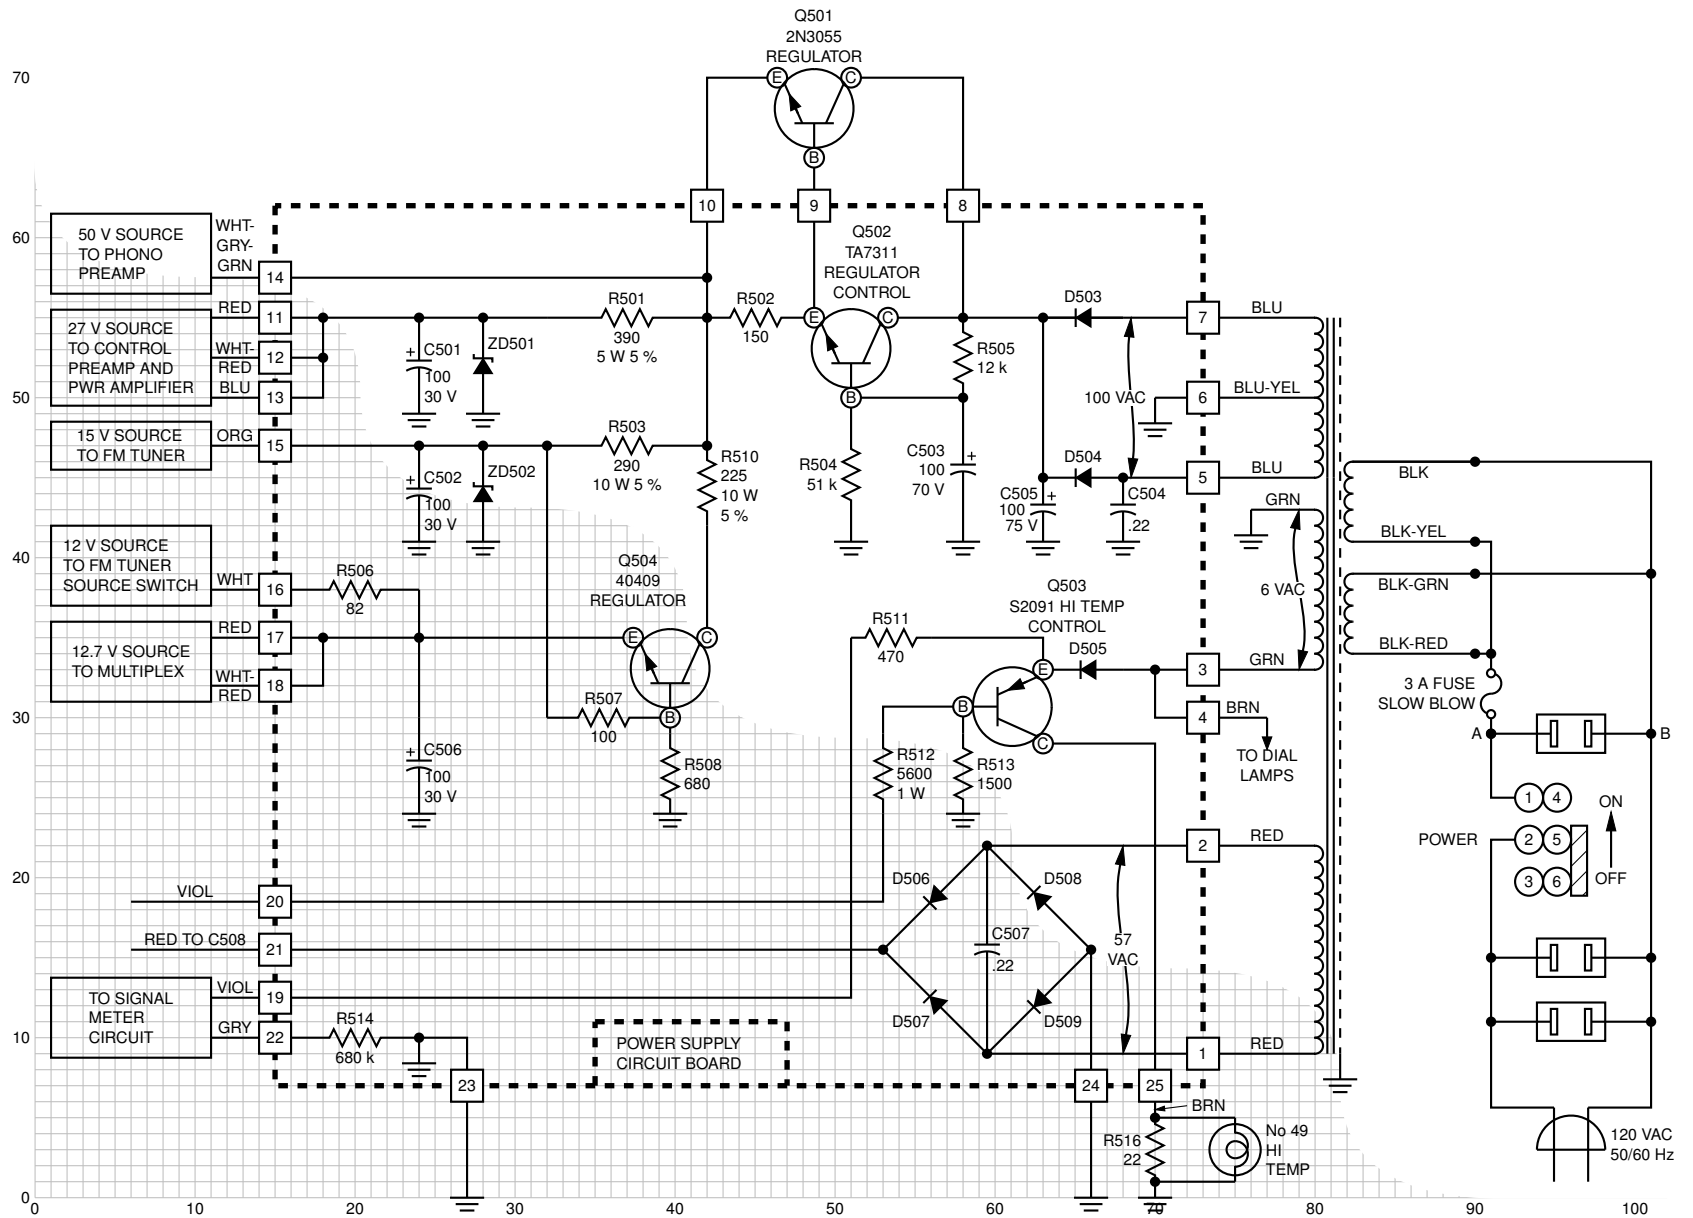 Q501
2N3055
REGULATOR
70
E
C
B
10
9
8
60
50 V SOURCE
TO PHONO
PREAMP
WHT-
GRY-
GRN
14
Q502
TA7311
REGULATOR
CONTROL
RED
11
27 V SOURCE
TO CONTROL
PREAMP AND
PWR AMPLIFIER
WHT-
RED
12
BLU
13
R501
390
5 W 5 %
R502
150
E
C
B
D503
7
BLU
+
C501
100
30 V
ZD501
R505
12 k
100 VAC
6
BLU-YEL
50
15 V SOURCE
TO FM TUNER
ORG
15
R503
290
10 W 5 %
R510
225
10 W
5 %
R504
51 k
C503
100
70 V
+
D504
5
BLU
BLK
+
C502
100
30 V
ZD502
C505
100
75 V
+
C504
.22
GRN
BLK-YEL
40
12 V SOURCE
TO FM TUNER
SOURCE SWITCH
WHT
16
R506
82
Q504
40409
REGULATOR
Q503
S2091 HI TEMP
CONTROL
6 VAC
BLK-GRN
12.7 V SOURCE
TO MULTIPLEX
RED
17
WHT-
RED
18
E
C
B
R511
470
D505
E
B
C
3
GRN
BLK-RED
3 A FUSE
SLOW BLOW
30
R507
100
4
BRN
TO DIAL
LAMPS
A
B
+
C506
100
30 V
R508
680
R512
5600
1 W
R513
1500
1
4
ON
POWER
2
5
3
6
OFF
2
RED
20
VIOL
20
D506
D508
RED TO C508
21
C507
.22
57
VAC
TO SIGNAL
METER
CIRCUIT
VIOL
19
GRY
22
R514
680 k
D507
D509
10
POWER SUPPLY
CIRCUIT BOARD
1
RED
23
24
25
BRN
R516
22
No 49
HI
TEMP
120 VAC
50/60 Hz
0
0
10
20
30
40
50
60
70
80
90
100